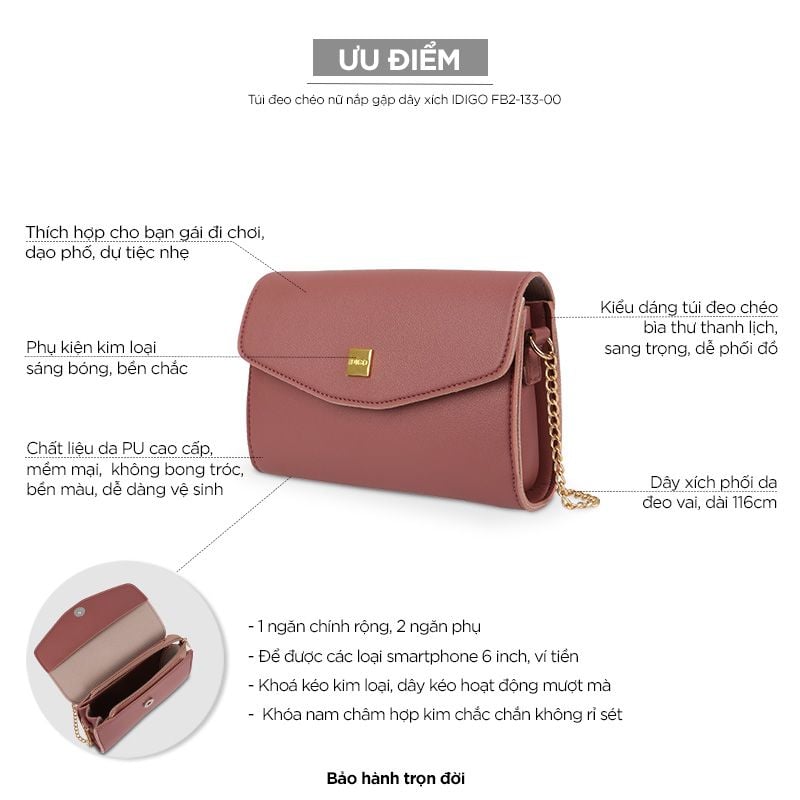 ƯU ĐIỂM
Túi đeo chéo nữ nắp gập dây xích IDIGO FB2-133-00
Thích hợp cho bạn gái đi chơi,
dạo phố, dự tiệc nhẹ
Kiểu dáng túi đeo chéo
bìa thư thanh lịch,
sang trọng, dễ phối đồ
Phụ kiện kim loại
sáng bóng, bền chắc
IDIGO
Chất liệu da PU cao cấp,
mềm mại, không bong tróc,
bền màu, dễ dàng vệ sinh
Dây xích phối da
đeo vai, dài 116cm
- 1 ngăn chính rộng, 2 ngăn phụ
- Để được các loại smartphone 6 inch, ví tiền
- Khoá kéo kim loại, dây kéo hoạt động mượt mà
- Khóa nam châm hợp kim chắc chắn không rỉ sét
Bảo hành trọn đời